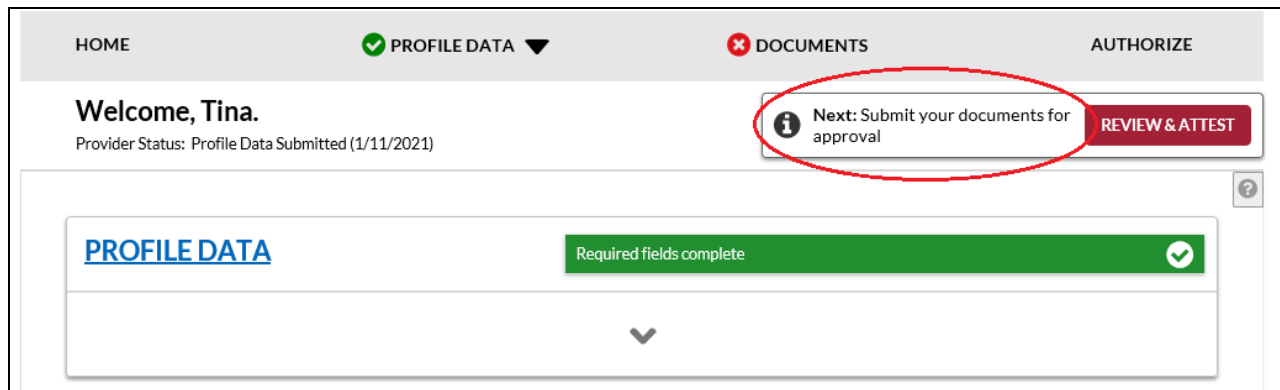 HOME PROFILE DATA DOCUMENTS AUTHORIZE
Welcome, Tina.
Provider Status: Profile Data Submitted (1/11/2021)
Next: Submit your documents for
approval
REVIEW & ATTEST
?
PROFILE DATA
Required fields complete